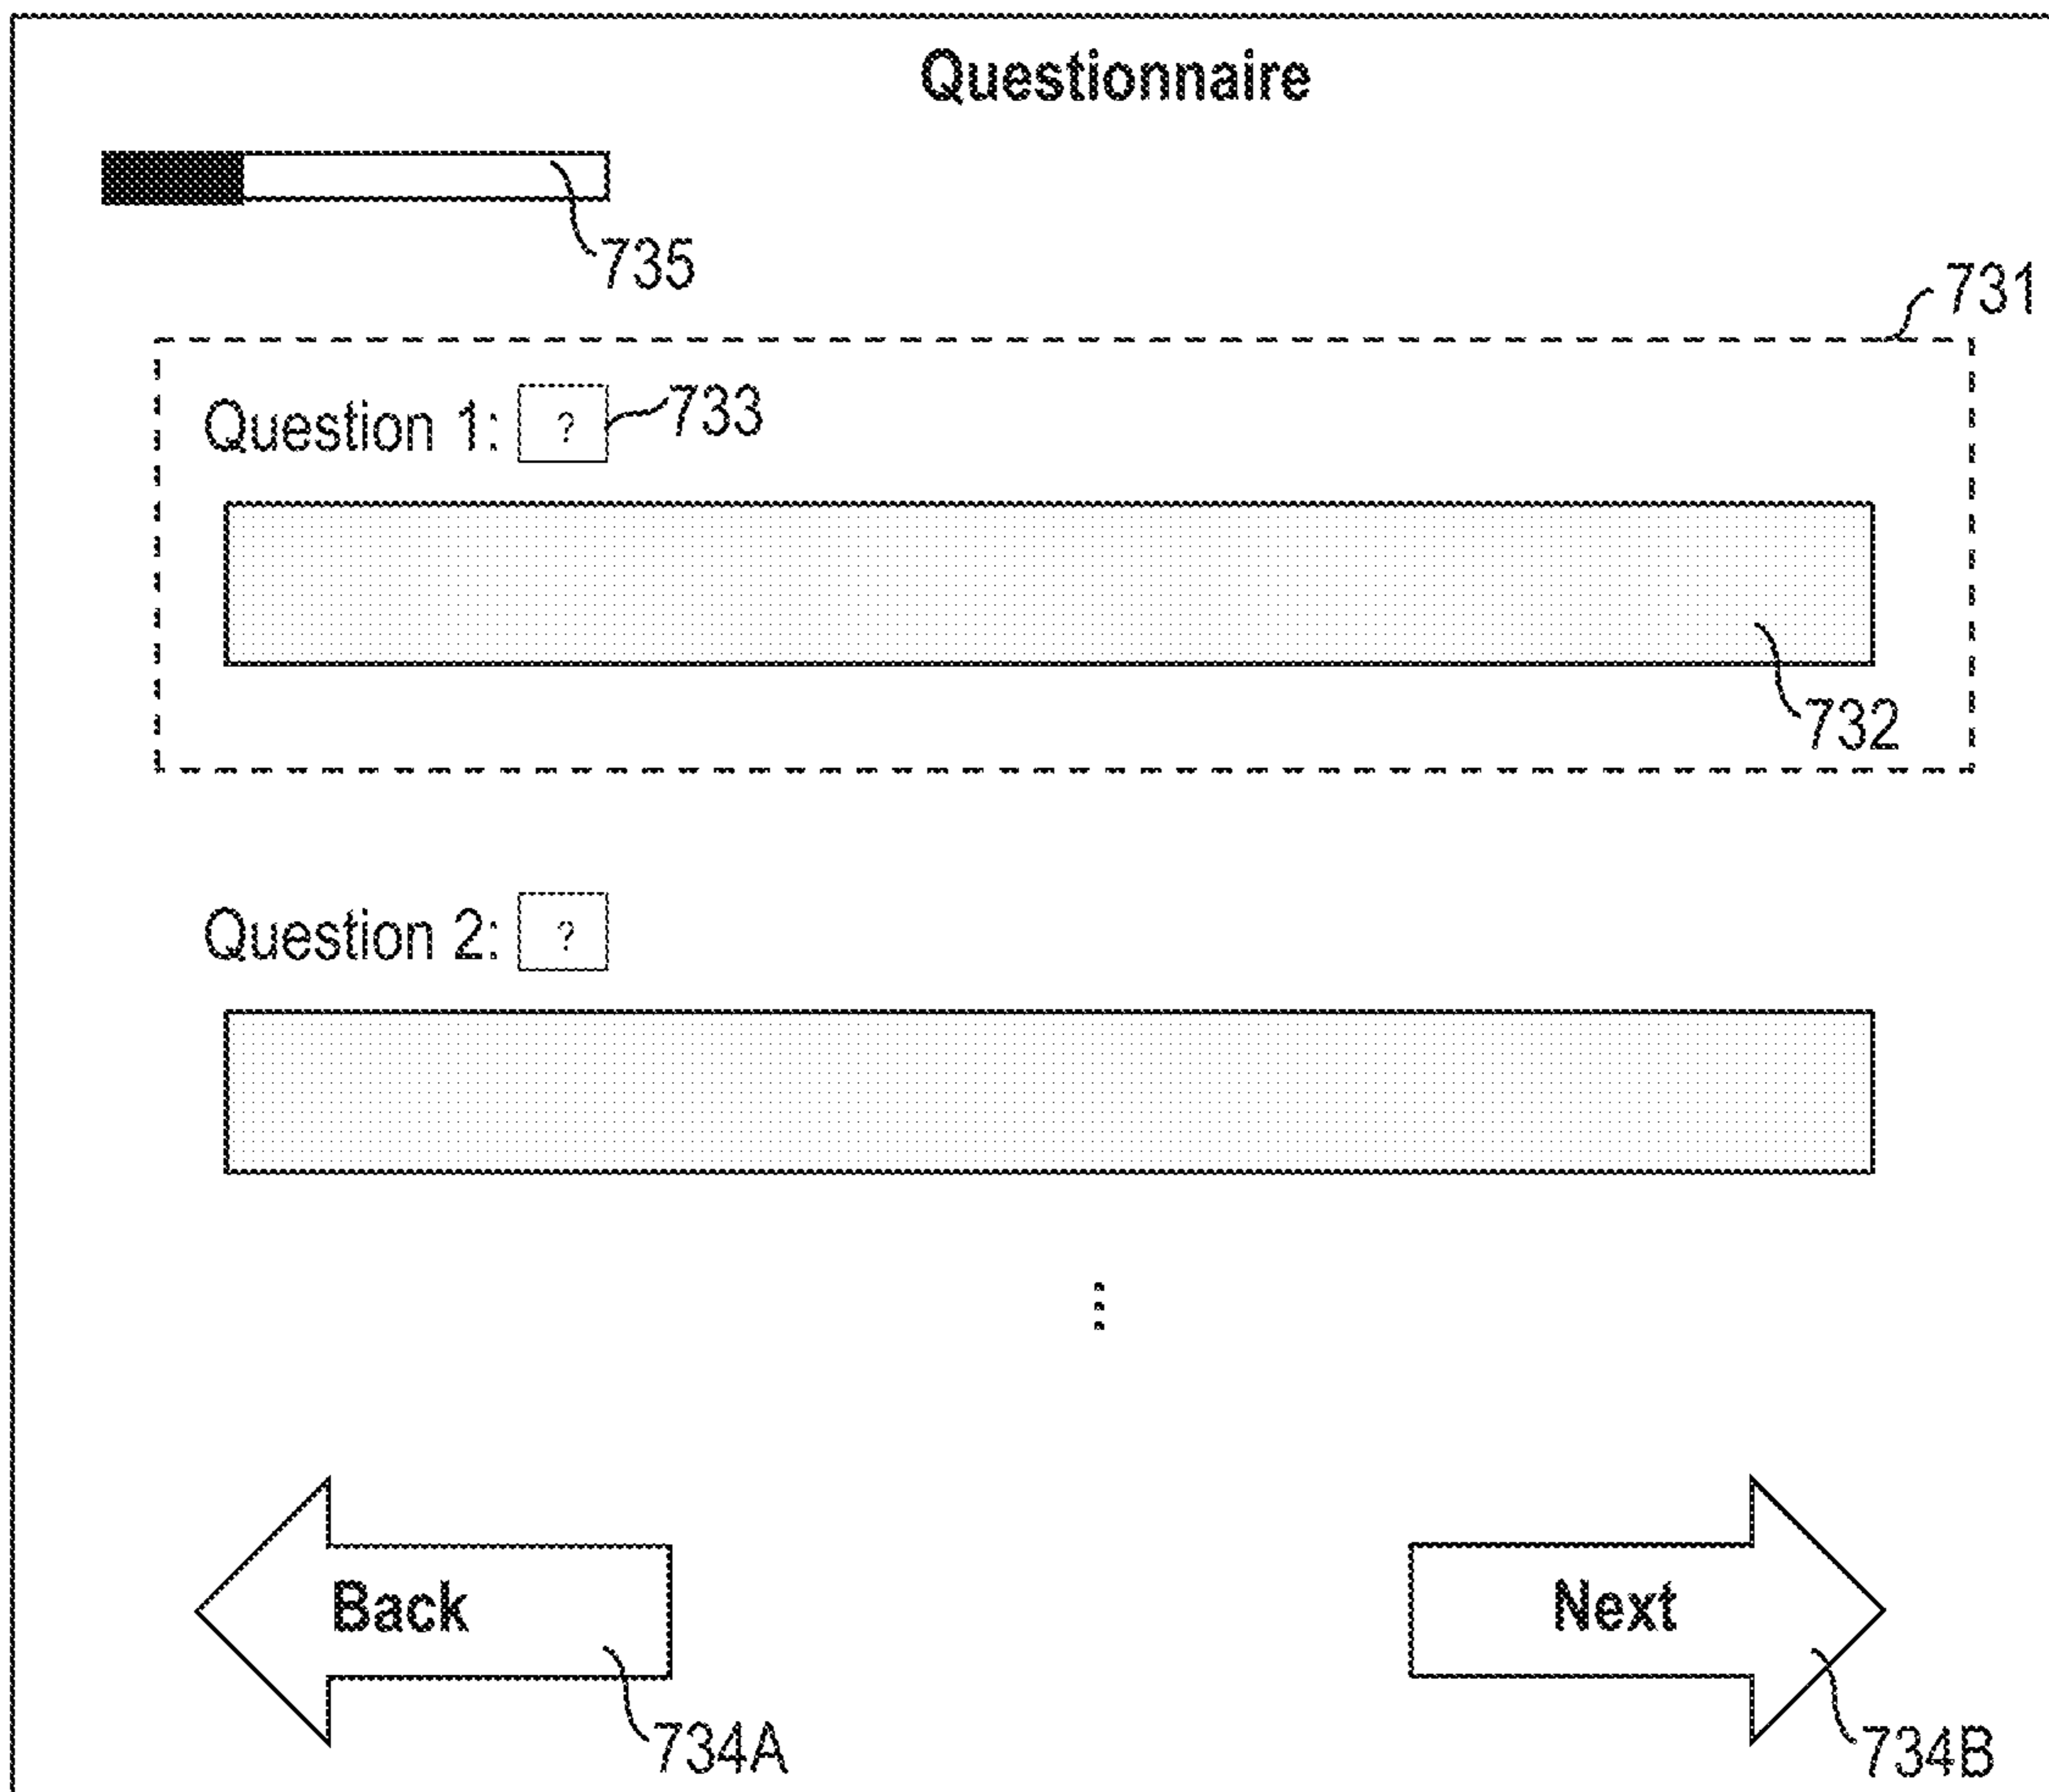 Questionnaire
735
731
Question 1: ? 733
732
Question 2: ?
Back
Next
734A
734B